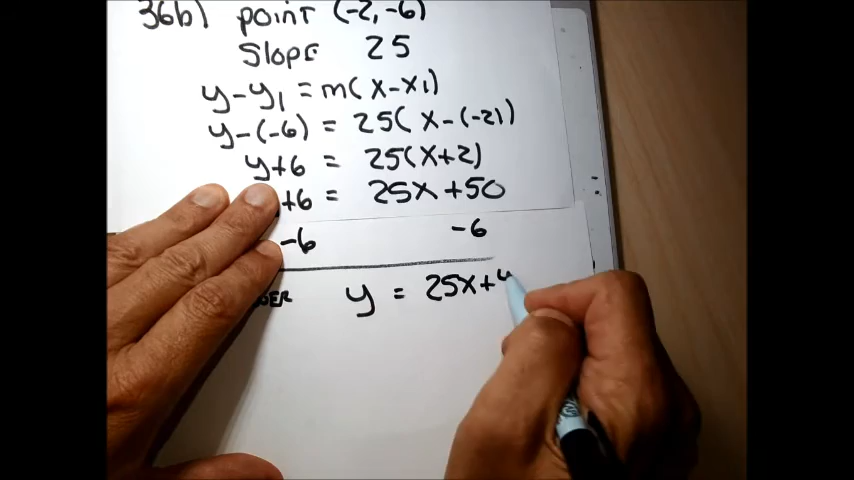 36b) point (-2, -6)
Slope 25
y-y1 = m(x-x1)
y-(-6) = 25(x-(-2))
y+6 = 25(x+2)
+6 = 25x+50
-6 -6
y = 25x+4